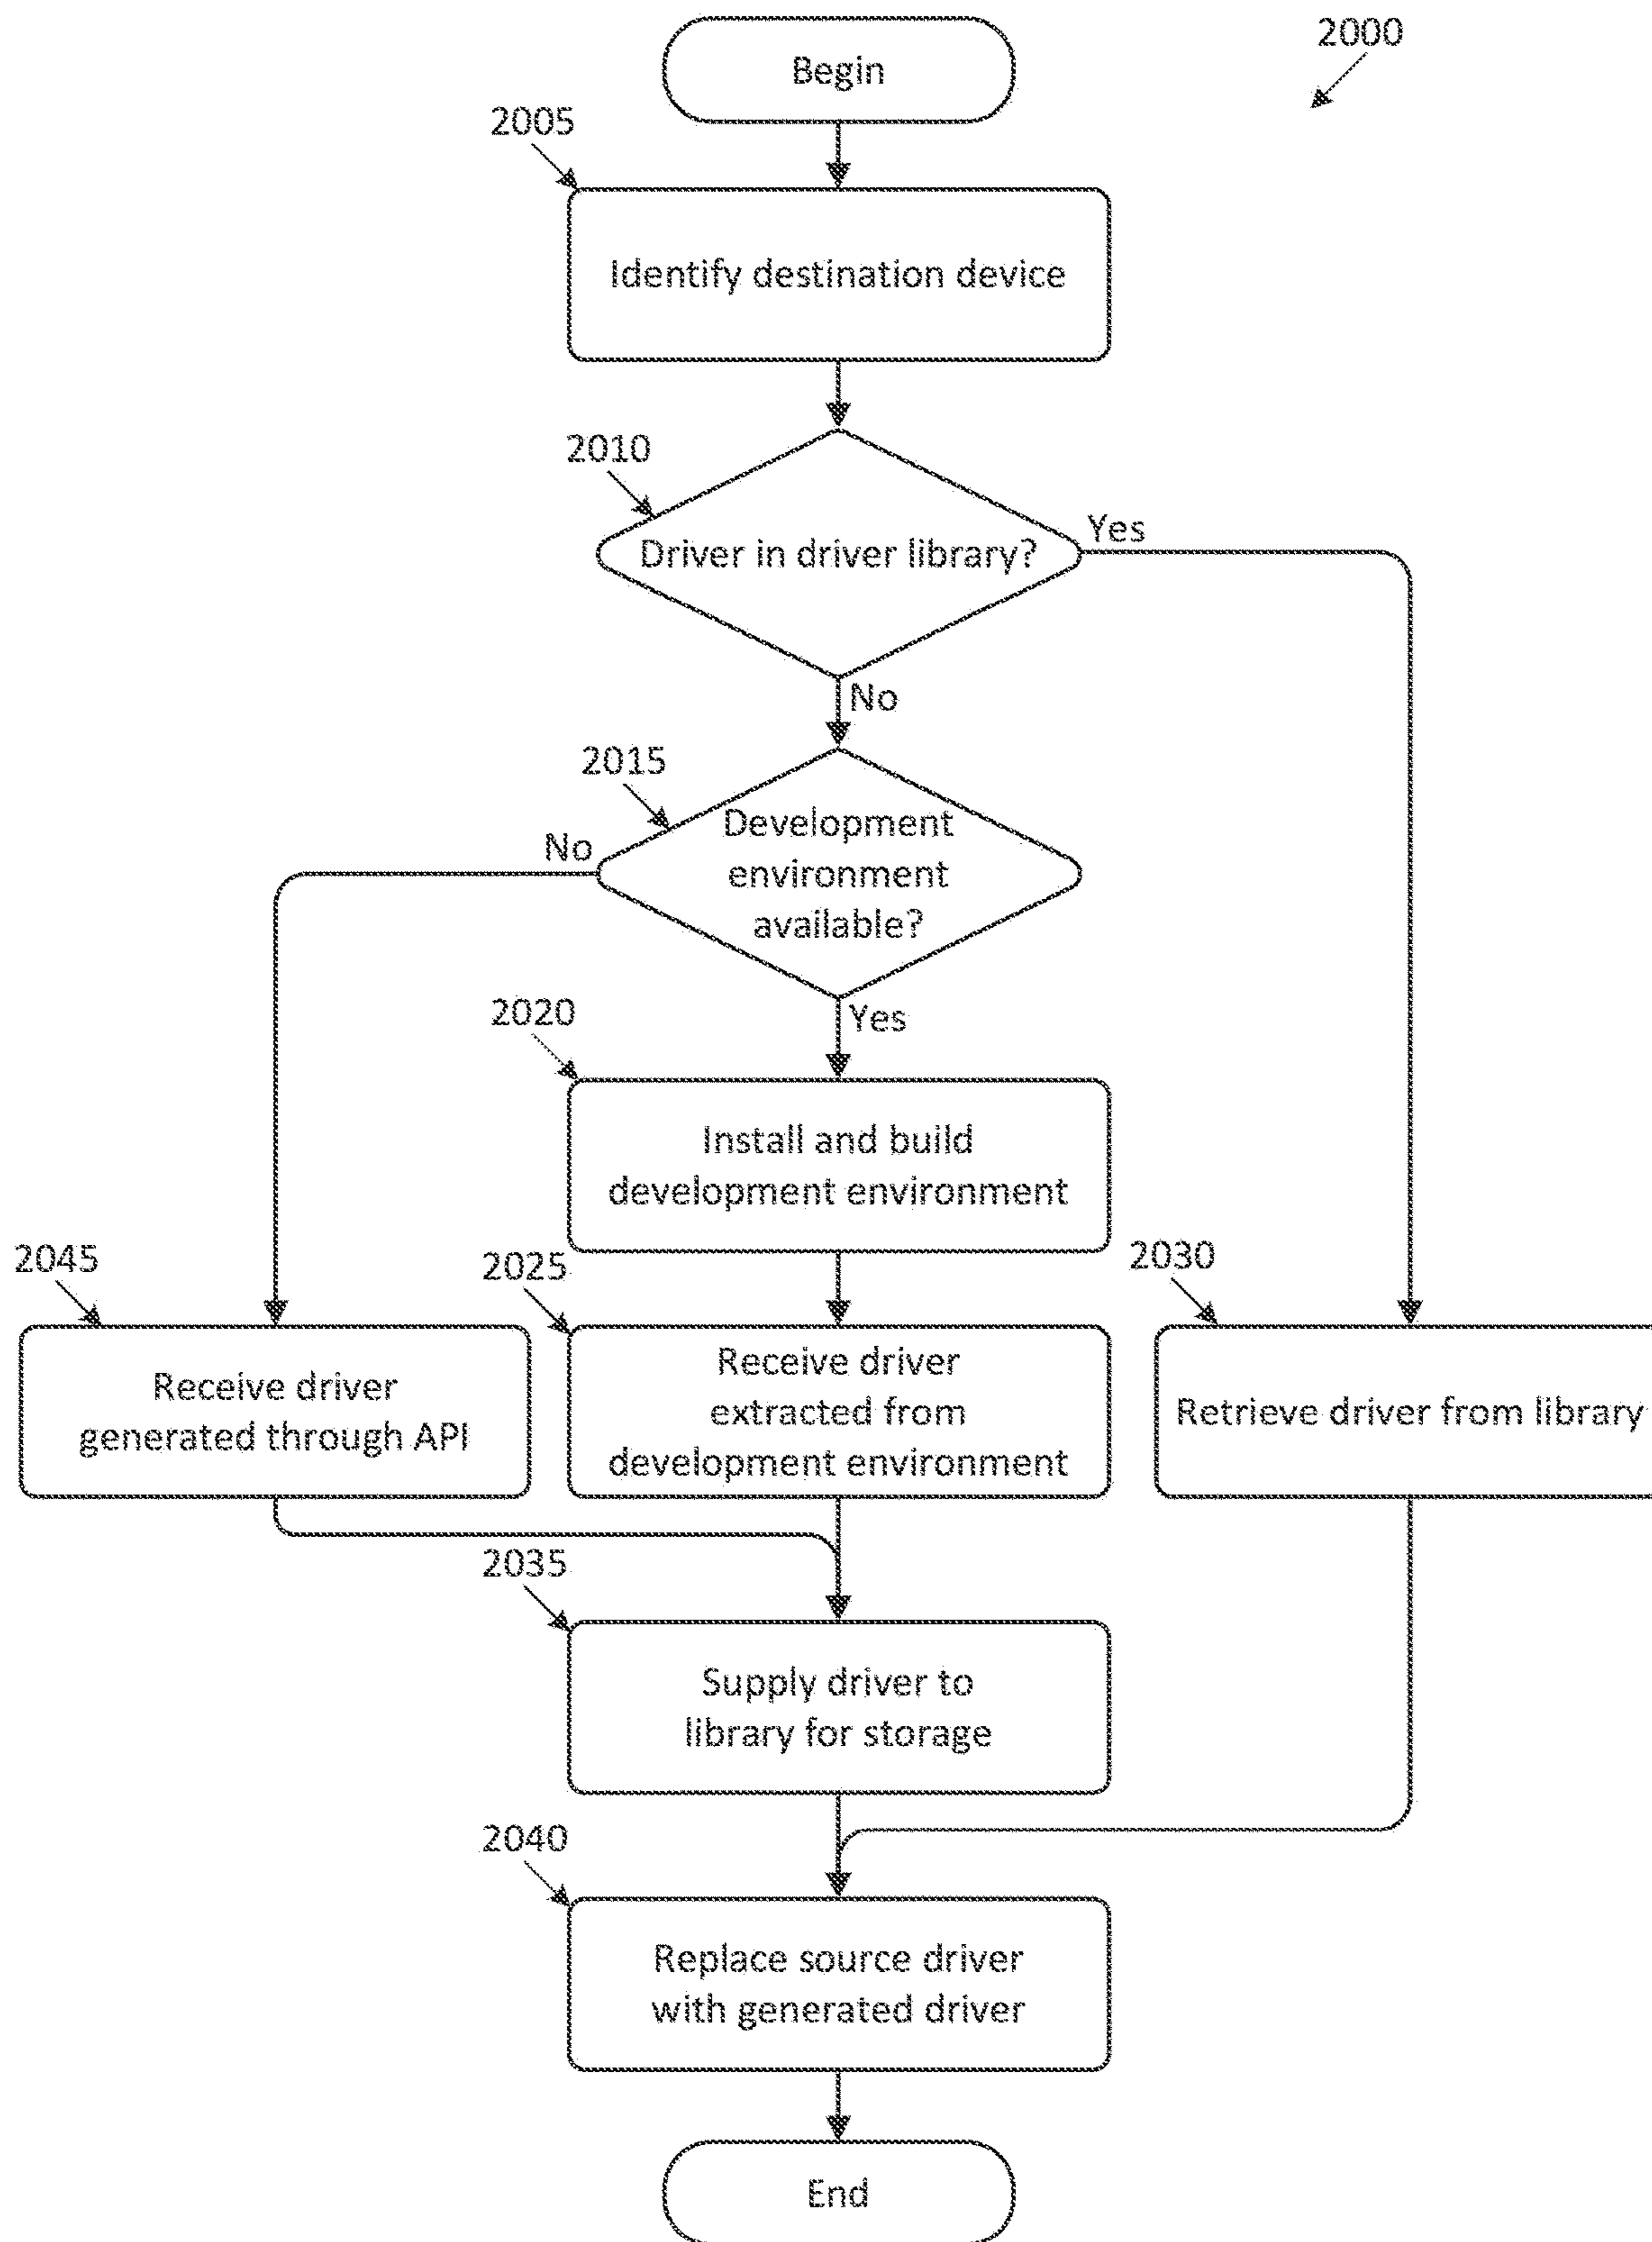 2000
Begin
2005
Identify destination device
2010
Driver in driver library?
Yes
No
2015
Development
environment
available?
No
Yes
2020
Install and build
development environment
2045
Receive driver
generated through API
2025
Receive driver
extracted from
development environment
2030
Retrieve driver from library
2035
Supply driver to
library for storage
2040
Replace source driver
with generated driver
End